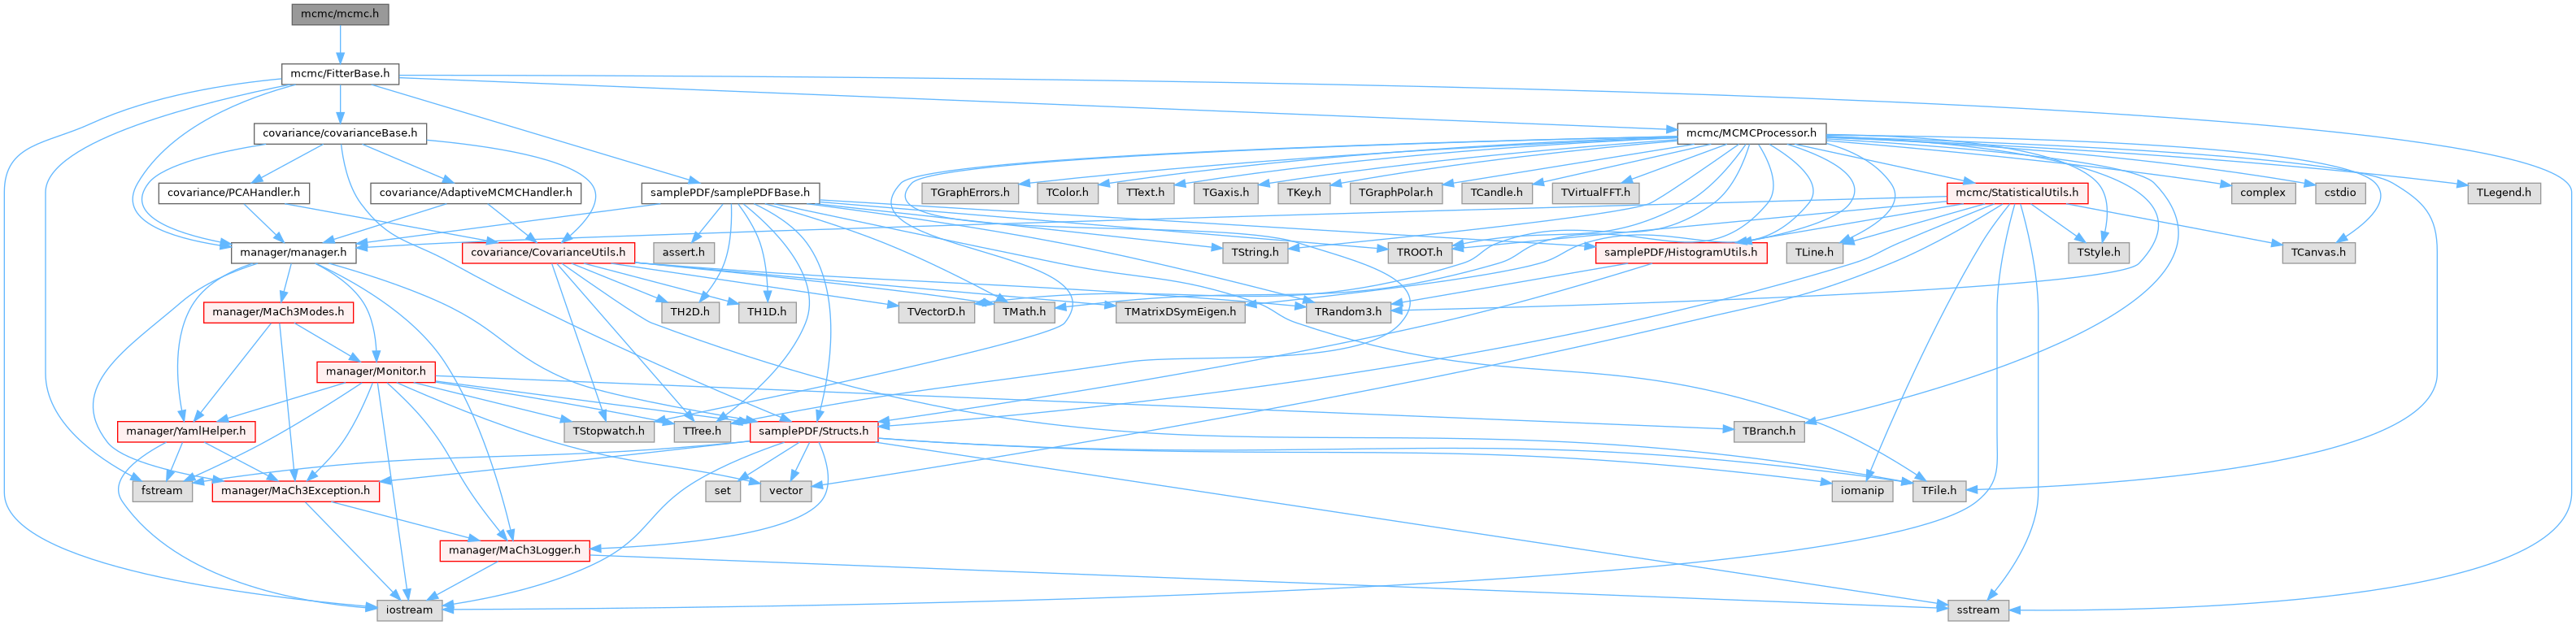 mcmc/mcmc.h
mcmc/FitterBase.h
covariance/covarianceBase.h
mcmc/MCMCProcessor.h
covariance/PCAHandler.h
covariance/AdaptiveMCMCHandler.h
samplePDF/samplePDFBase.h
TGraphErrors.h
TColor.h
TText.h
TGaxis.h
TKey.h
TGraphPolar.h
TCandle.h
TVirtualFFT.h
mcmc/StatisticalUtils.h
complex
cstdio
TLegend.h
manager/manager.h
covariance/CovarianceUtils.h
assert.h
TString.h
TROOT.h
samplePDF/HistogramUtils.h
TLine.h
TStyle.h
TCanvas.h
manager/MaCh3Modes.h
TH2D.h
TH1D.h
TVectorD.h
TMath.h
TMatrixDSymEigen.h
TRandom3.h
manager/Monitor.h
manager/YamlHelper.h
TStopwatch.h
TTree.h
samplePDF/Structs.h
TBranch.h
fstream
manager/MaCh3Exception.h
set
vector
iomanip
TFile.h
manager/MaCh3Logger.h
iostream
sstream